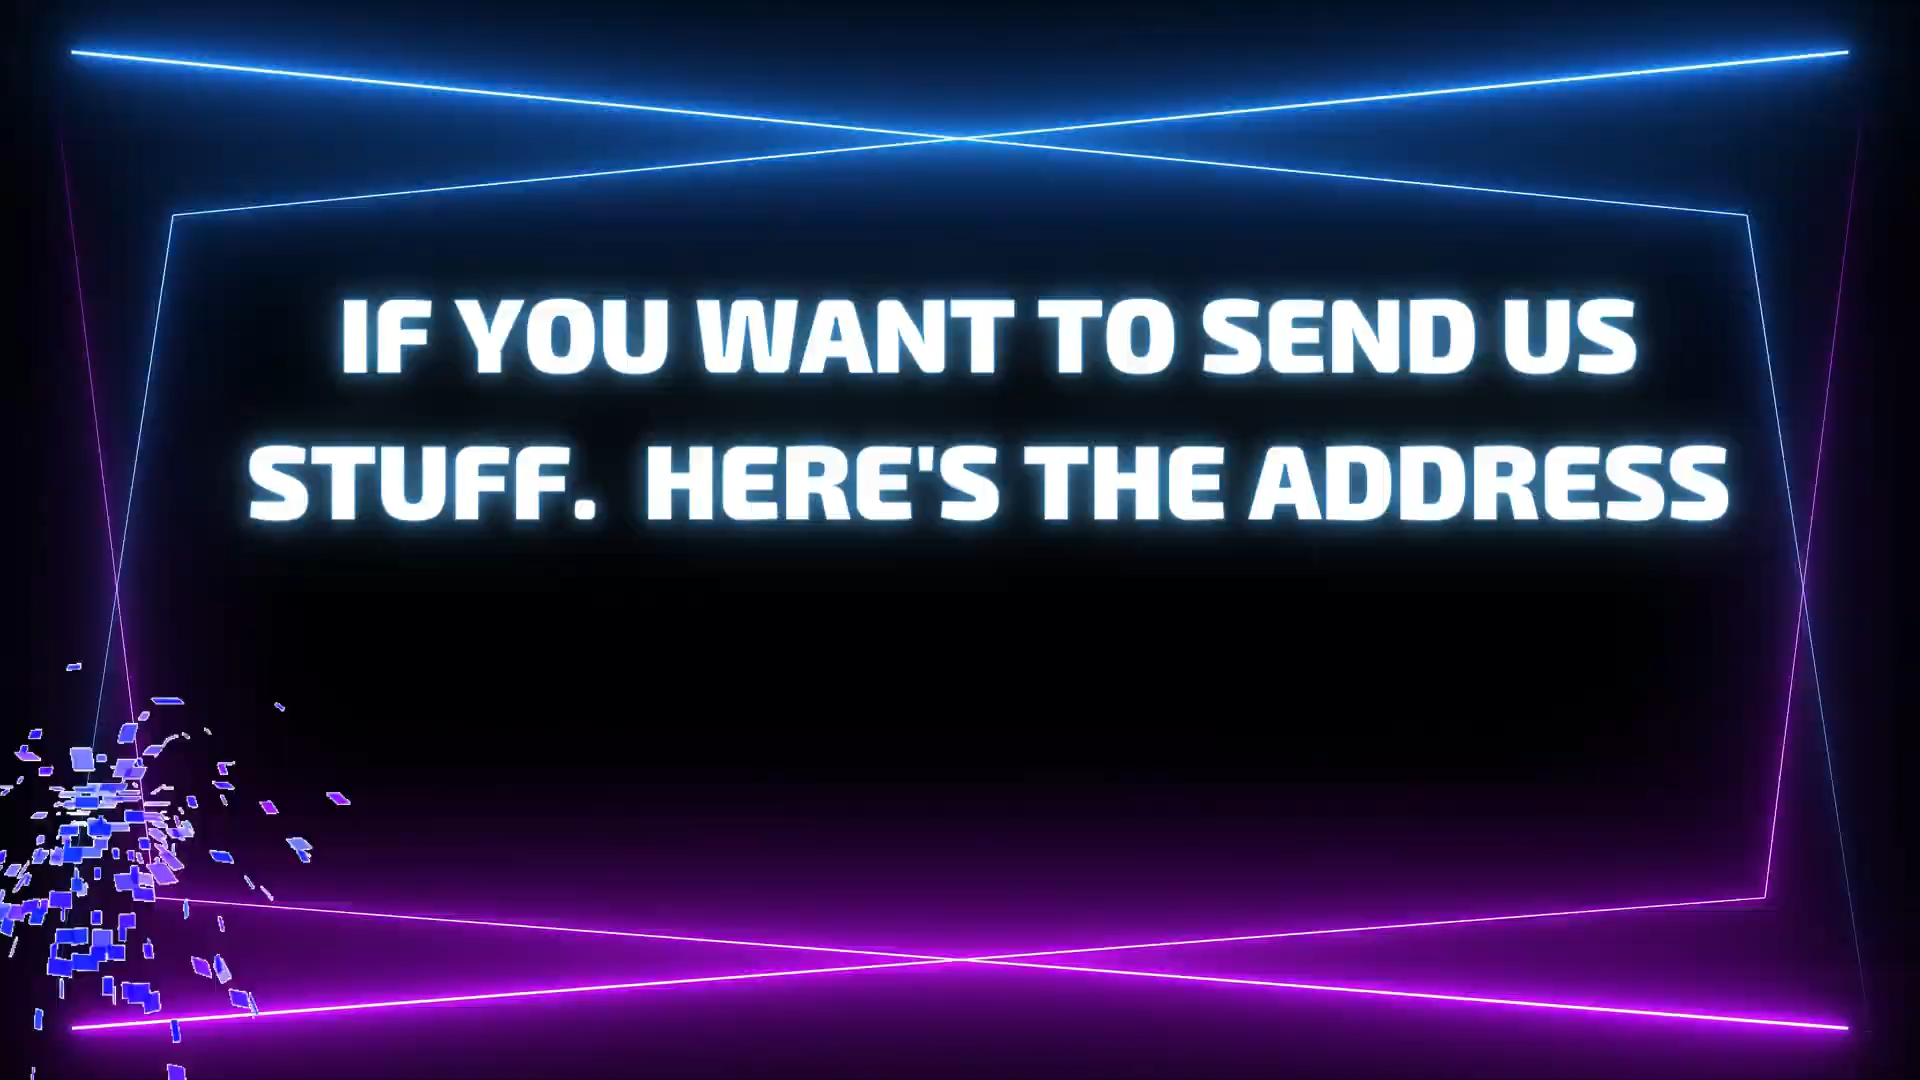 IF YOU WANT TO SEND US
STUFF.  HERE'S THE ADDRESS